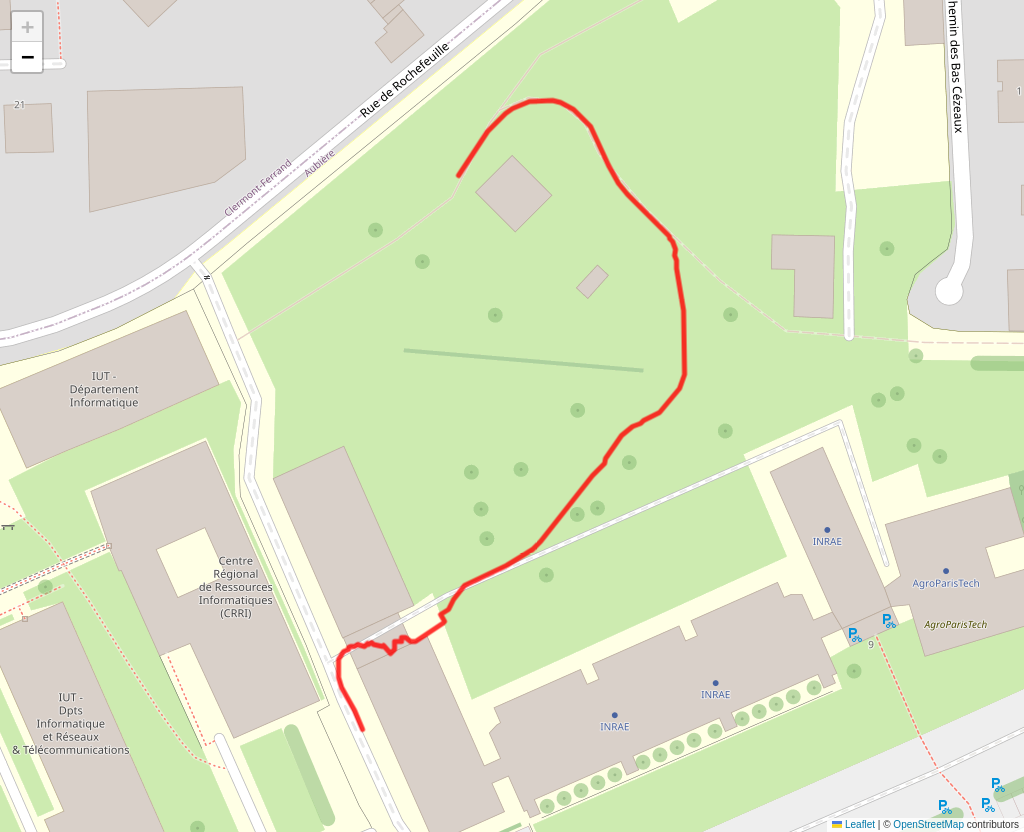 +
−
Rue de Rochefeuille
Chemin des Bas Cézeaux
21
1
Clermont-Ferrand
Aubière
IUT -
Département
Informatique
Centre
Régional
de Ressources
Informatiques
(CRRI)
INRAE
AgroParisTech
AgroParisTech
9
INRAE
INRAE
IUT -
Dpts
Informatique
et Réseaux
& Télécommunications
Leaflet | © OpenStreetMap contributors